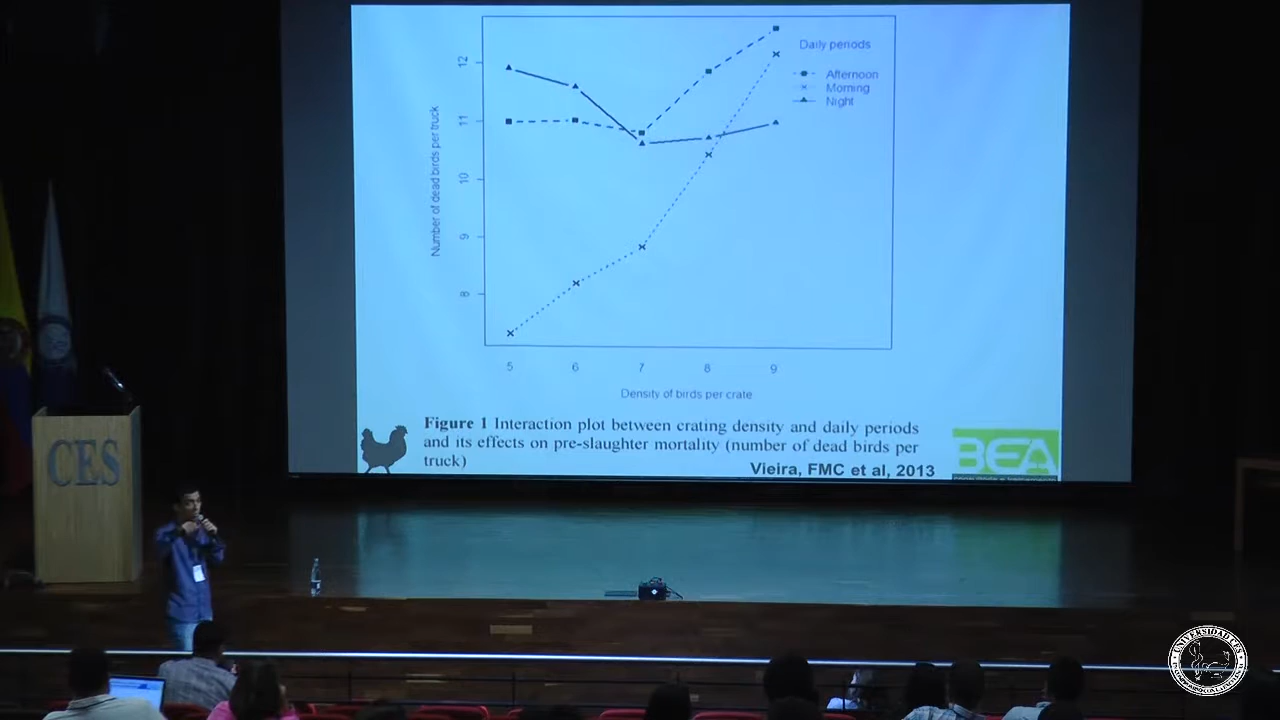 12
11
10
9
8
Number of dead birds per truck
Daily periods
Afternoon
Morning
Night
5 6 7 8 9
Density of birds per crate
Figure 1 Interaction plot between crating density and daily periods
and its effects on pre-slaughter mortality (number of dead birds per
truck)
Vieira, FMC et al, 2013
BEA
CES